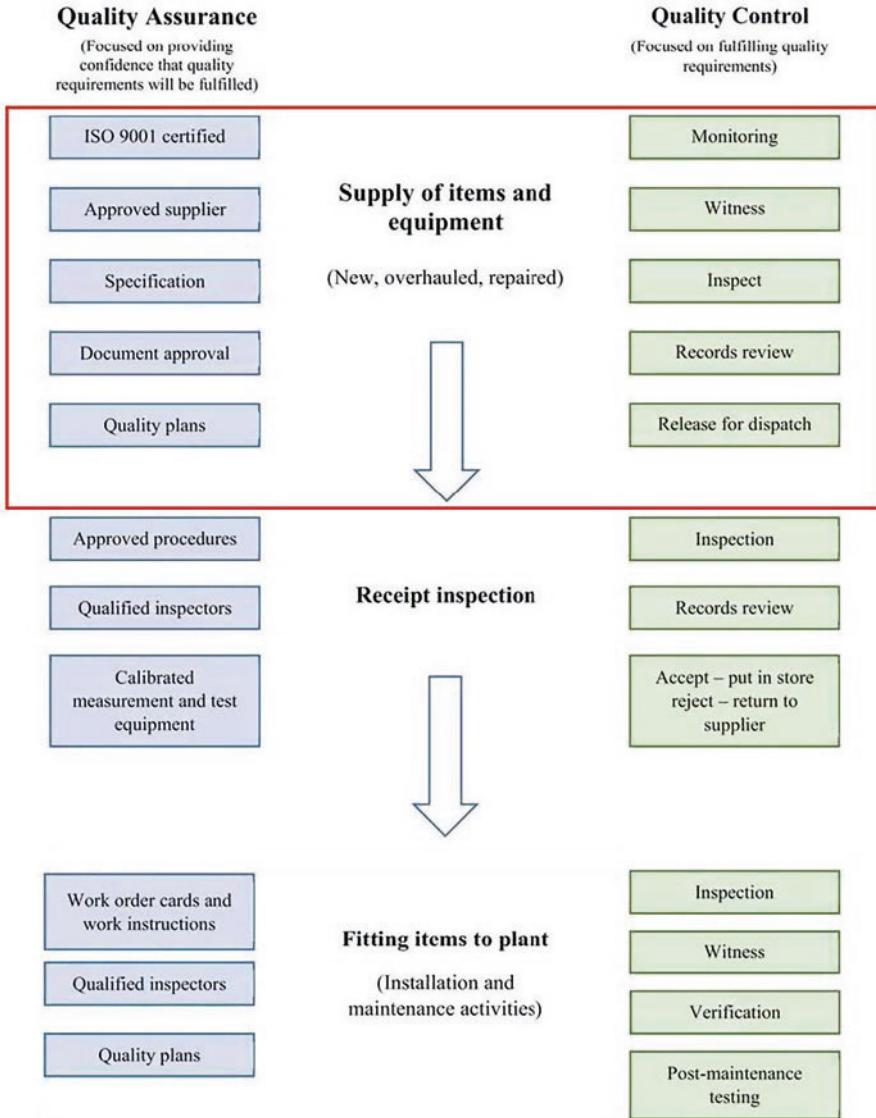 Quality Assurance
(Focused on providing
confidence that quality
requirements will be fulfilled)
Quality Control
(Focused on fulfilling quality
requirements)
ISO 9001 certified
Approved supplier
Specification
Document approval
Quality plans
Supply of items and
equipment
(New, overhauled, repaired)
Monitoring
Witness
Inspect
Records review
Release for dispatch
Approved procedures
Qualified inspectors
Calibrated
measurement and test
equipment
Receipt inspection
Inspection
Records review
Accept – put in store
reject – return to
supplier
Work order cards and
work instructions
Qualified inspectors
Quality plans
Fitting items to plant
(Installation and
maintenance activities)
Inspection
Witness
Verification
Post-maintenance
testing